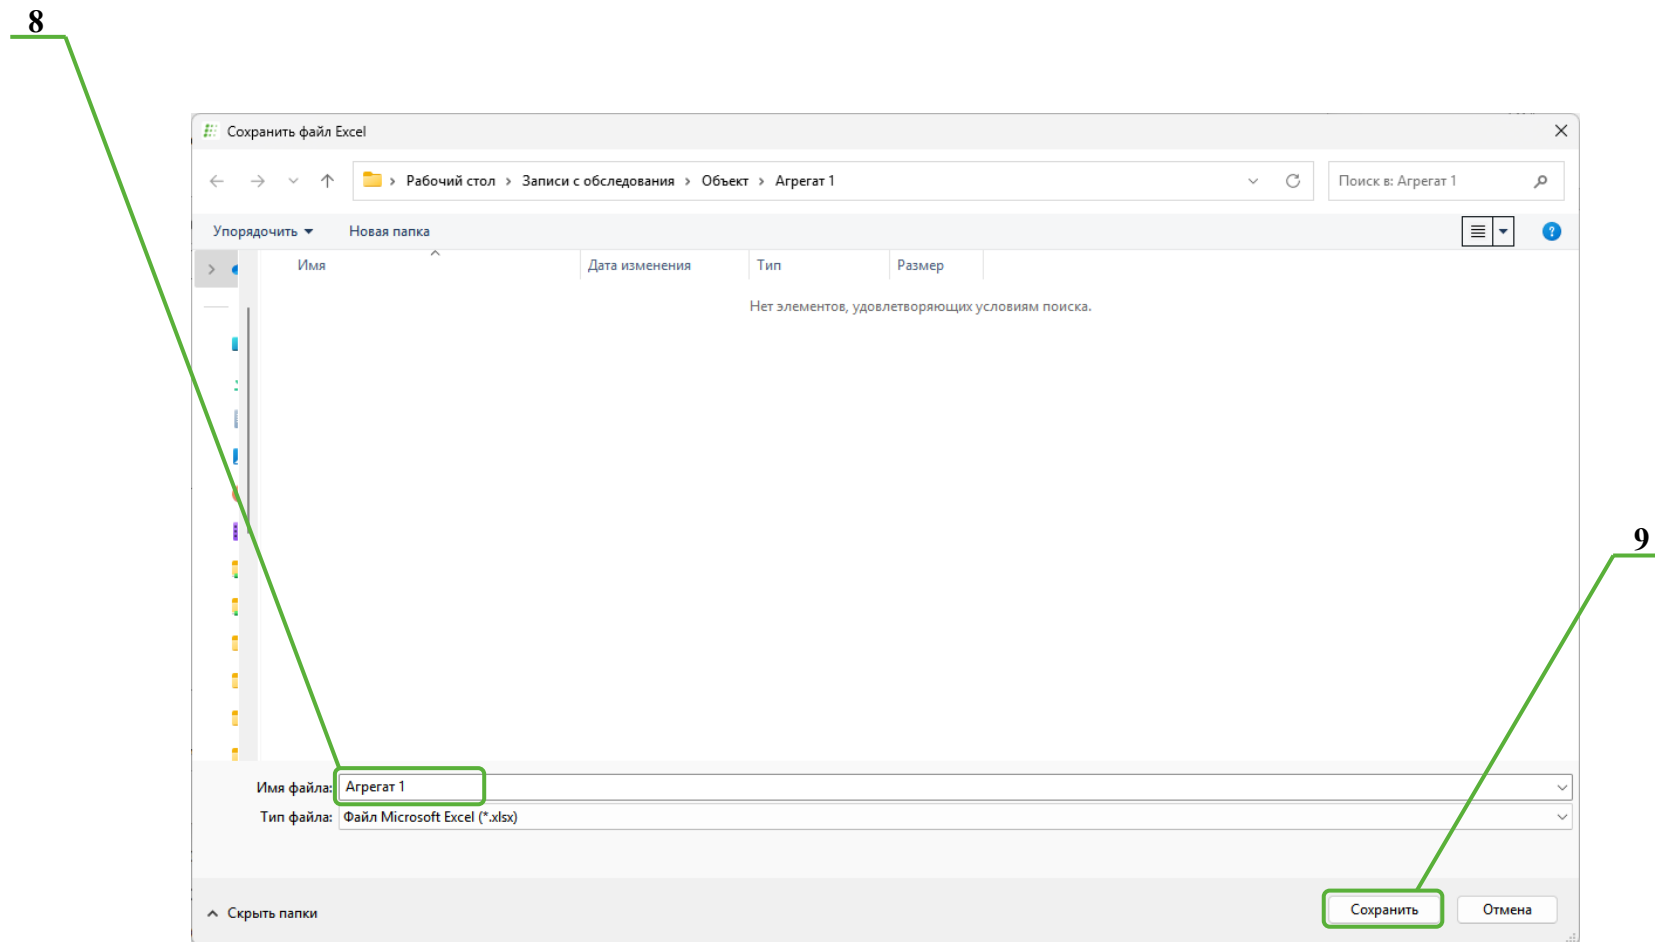 8
Сохранить файл Excel
Рабочий стол > Записи с обследования > Объект > Агрегат 1
Поиск в: Агрегат 1
Упорядочить
Новая папка
Имя
Дата изменения
Тип
Размер
Нет элементов, удовлетворяющих условиям поиска.
9
Имя файла: Агрегат 1
Тип файла: Файл Microsoft Excel (*.xlsx)
Скрыть папки
Сохранить
Отмена